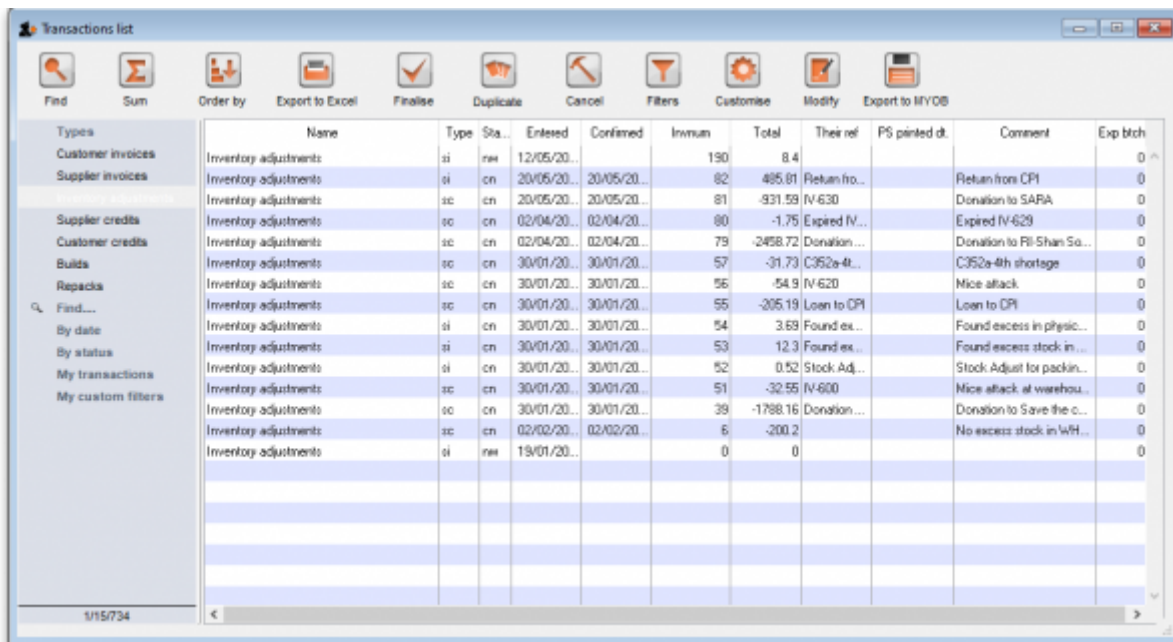 Transactions list
Find Sum Order by Export to Excel Finalise Duplicate Cancel Filters Customise Modify Export to MYOB
Types
Customer invoices
Supplier invoices
Inventory adjustments
Supplier credits
Customer credits
Builds
Repacks
Find....
By date
By status
My transactions
My custom filters
1/15/734
Name Type Sta... Entered Confirmed Invnum Total Their ref PS printed dt. Comment Exp btch
Inventory adjustments si nw 12/05/20... 190 8.4 0
Inventory adjustments si cn 20/05/20... 20/05/20... 82 485.81 Return fro... Return from CPI 0
Inventory adjustments sc cn 20/05/20... 20/05/20... 81 -931.59 IV-630 Donation to SARA 0
Inventory adjustments sc cn 02/04/20... 02/04/20... 80 -1.75 Expired IV... Expired IV-629 0
Inventory adjustments sc cn 02/04/20... 02/04/20... 79 -2458.72 Donation ... Donation to RI-Shan So... 0
Inventory adjustments sc cn 30/01/20... 30/01/20... 57 -31.73 C352a-4t... C352a-4th shortage 0
Inventory adjustments sc cn 30/01/20... 30/01/20... 56 -54.9 IV-620 Mice attack 0
Inventory adjustments sc cn 30/01/20... 30/01/20... 55 -205.19 Loan to CPI Loan to CPI 0
Inventory adjustments si cn 30/01/20... 30/01/20... 54 3.69 Found ex... Found excess in physic... 0
Inventory adjustments si cn 30/01/20... 30/01/20... 53 12.3 Found ex... Found excess stock in ... 0
Inventory adjustments si cn 30/01/20... 30/01/20... 52 0.52 Stock Adj... Stock Adjust for packin... 0
Inventory adjustments sc cn 30/01/20... 30/01/20... 51 -32.55 IV-600 Mice attack at warehou... 0
Inventory adjustments sc cn 30/01/20... 30/01/20... 39 -1788.16 Donation ... Donation to Save the c... 0
Inventory adjustments sc cn 02/02/20... 02/02/20... 6 -200.2 No excess stock in WH... 0
Inventory adjustments si nw 19/01/20... 0 0 0